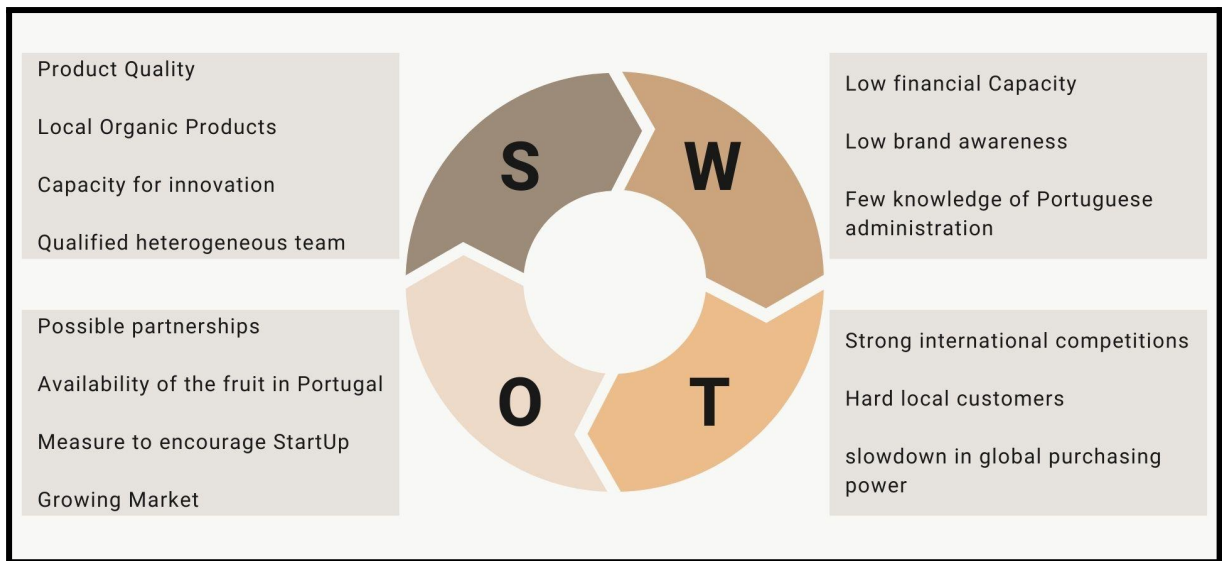 Product Quality
Local Organic Products
Capacity for innovation
Qualified heterogeneous team
S
W
Low financial Capacity
Low brand awareness
Few knowledge of Portuguese
administration
Possible partnerships
Availability of the fruit in Portugal
Measure to encourage StartUp
Growing Market
O
T
Strong international competitions
Hard local customers
slowdown in global purchasing
power